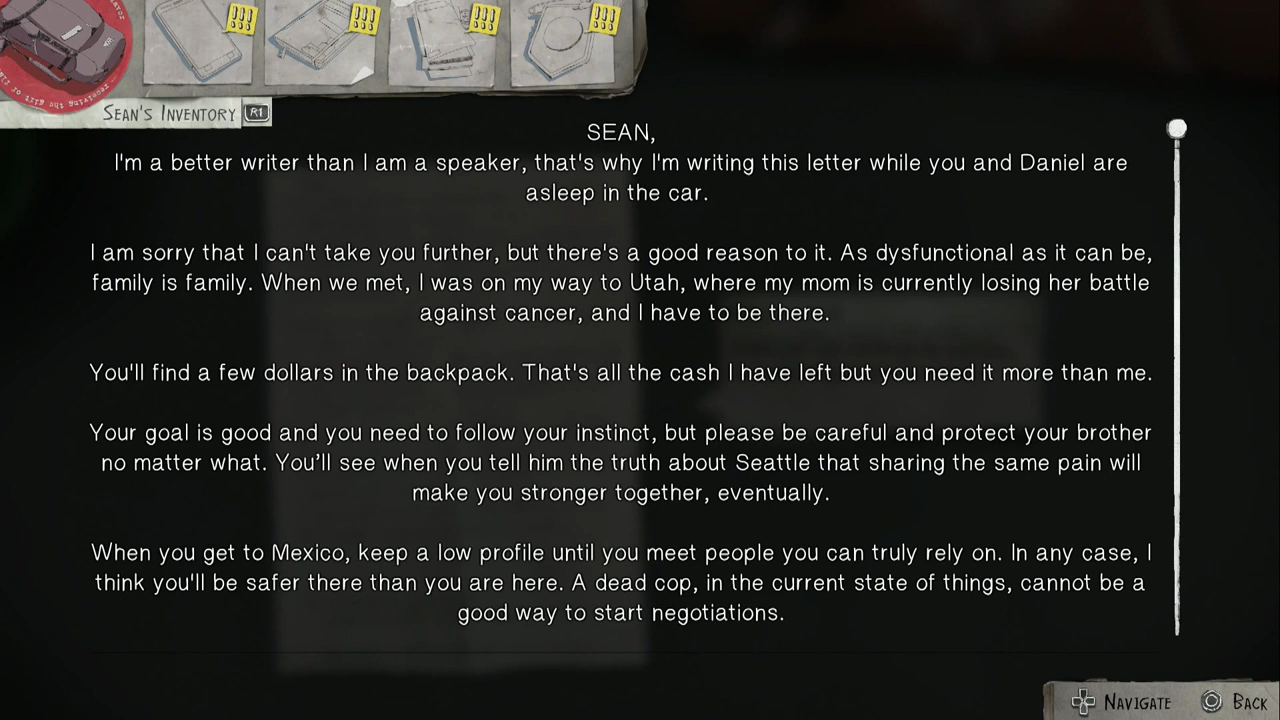 !!!
!!!
!!!
!!!
SEAN'S INVENTORY R1
SEAN,
I'm a better writer than I am a speaker, that's why I'm writing this letter while you and Daniel are
asleep in the car.
I am sorry that I can't take you further, but there's a good reason to it. As dysfunctional as it can be,
family is family. When we met, I was on my way to Utah, where my mom is currently losing her battle
against cancer, and I have to be there.
You'll find a few dollars in the backpack. That's all the cash I have left but you need it more than me.
Your goal is good and you need to follow your instinct, but please be careful and protect your brother
no matter what. You'll see when you tell him the truth about Seattle that sharing the same pain will
make you stronger together, eventually.
When you get to Mexico, keep a low profile until you meet people you can truly rely on. In any case, I
think you'll be safer there than you are here. A dead cop, in the current state of things, cannot be a
good way to start negotiations.
NAVIGATE BACK